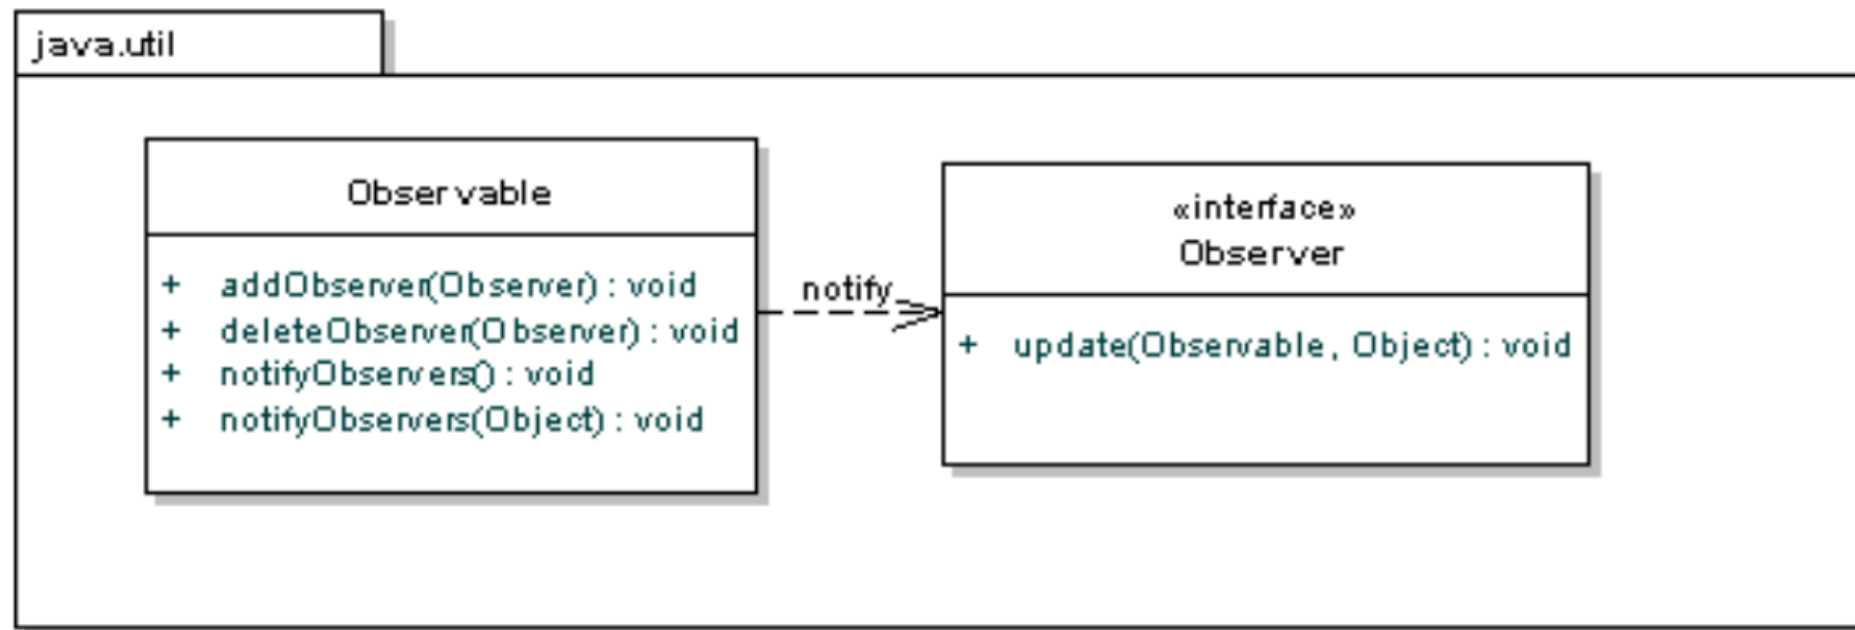 java.util
Observable
+ addObserver(Observer) : void
+ deleteObserver(Observer) : void
+ notifyObservers() : void
+ notifyObservers(Object) : void
notify
«interface»
Observer
+ update(Observable, Object) : void